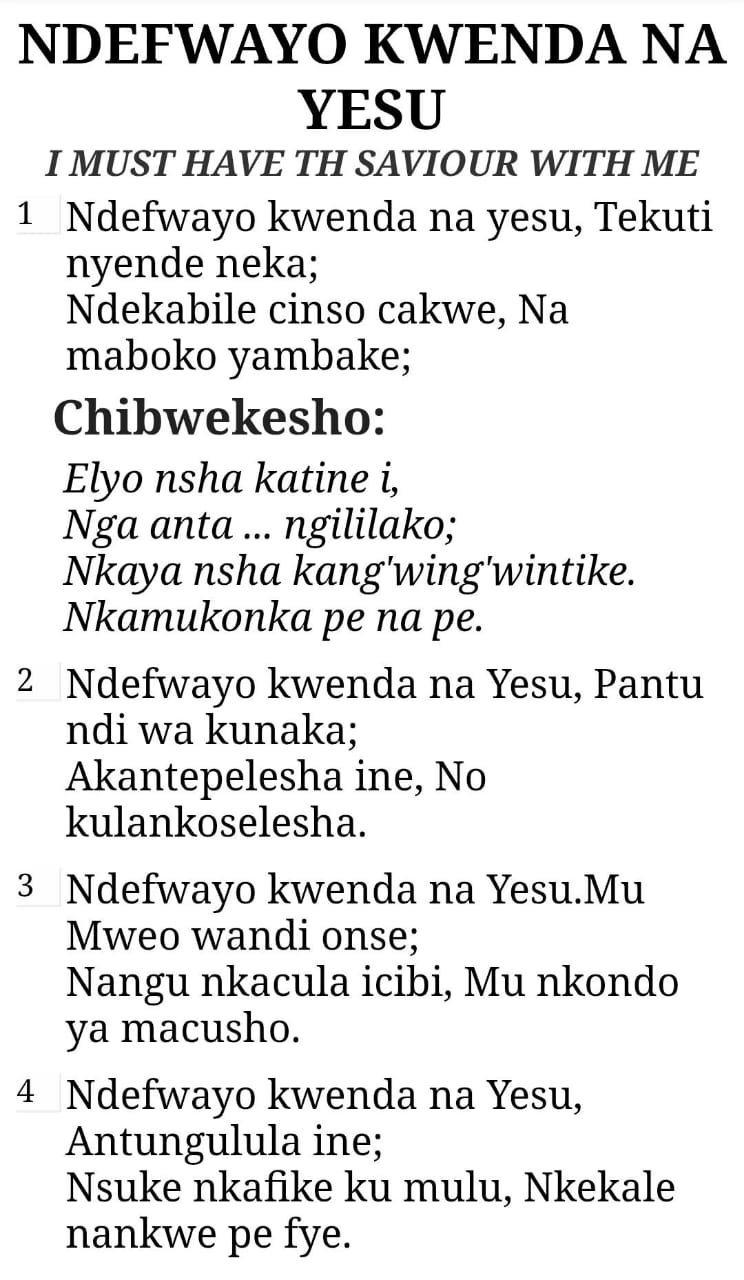 NDEFWAYO KWENDA NA
YESU
I MUST HAVE TH SAVIOUR WITH ME
1 Ndefwayo kwenda na yesu, Tekuti
nyende neka;
Ndekabile cinso cakwe, Na
maboko yambake;
Chibwekesho:
Elyo nsha katine i,
Nga anta ... ngililako;
Nkaya nsha kang'wing'wintike.
Nkamukonka pe na pe.
2 Ndefwayo kwenda na Yesu, Pantu
ndi wa kunaka;
Akantepelesha ine, No
kulankoselesha.
3 Ndefwayo kwenda na Yesu.Mu
Mweo wandi onse;
Nangu nkacula icibi, Mu nkondo
ya macusho.
4 Ndefwayo kwenda na Yesu,
Antungulula ine;
Nsuke nkafike ku mulu, Nkekale
nankwe pe fye.